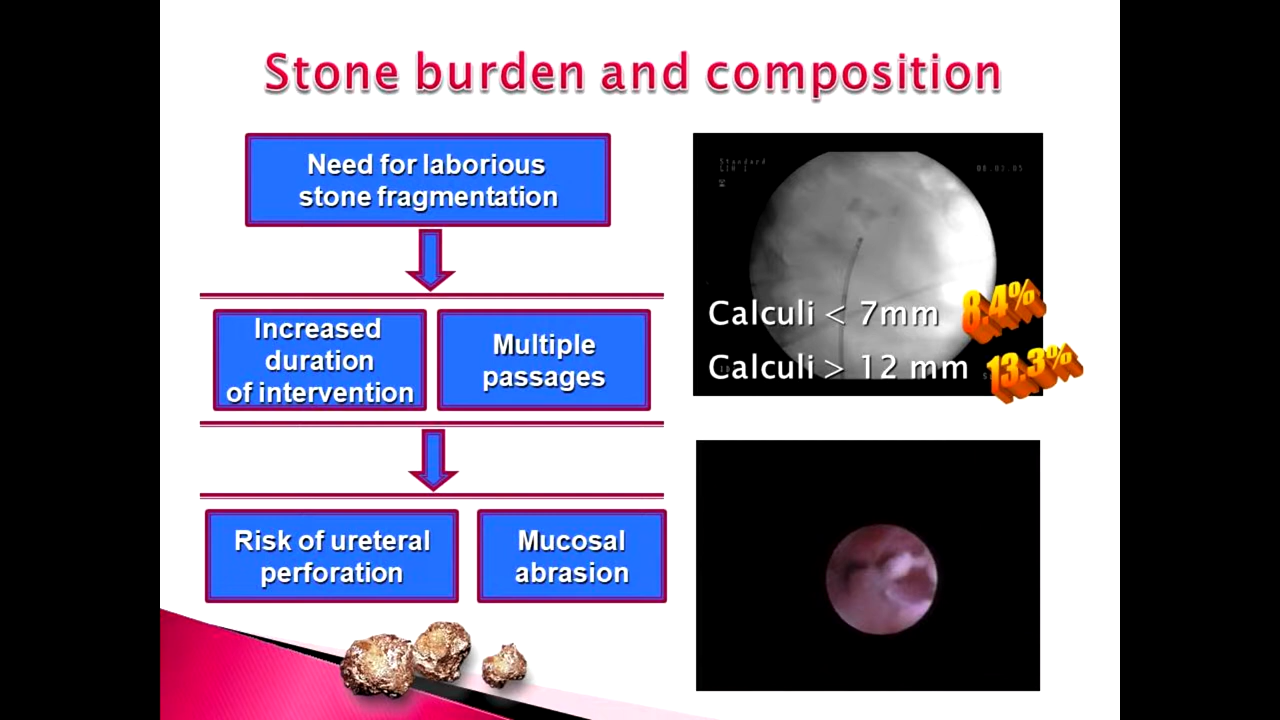 Stone burden and composition
Need for laborious
stone fragmentation
Increased
duration
of intervention
Multiple
passages
Risk of ureteral
perforation
Mucosal
abrasion
Standard
Calculi < 7mm 8.4%
Calculi > 12 mm 13.3%